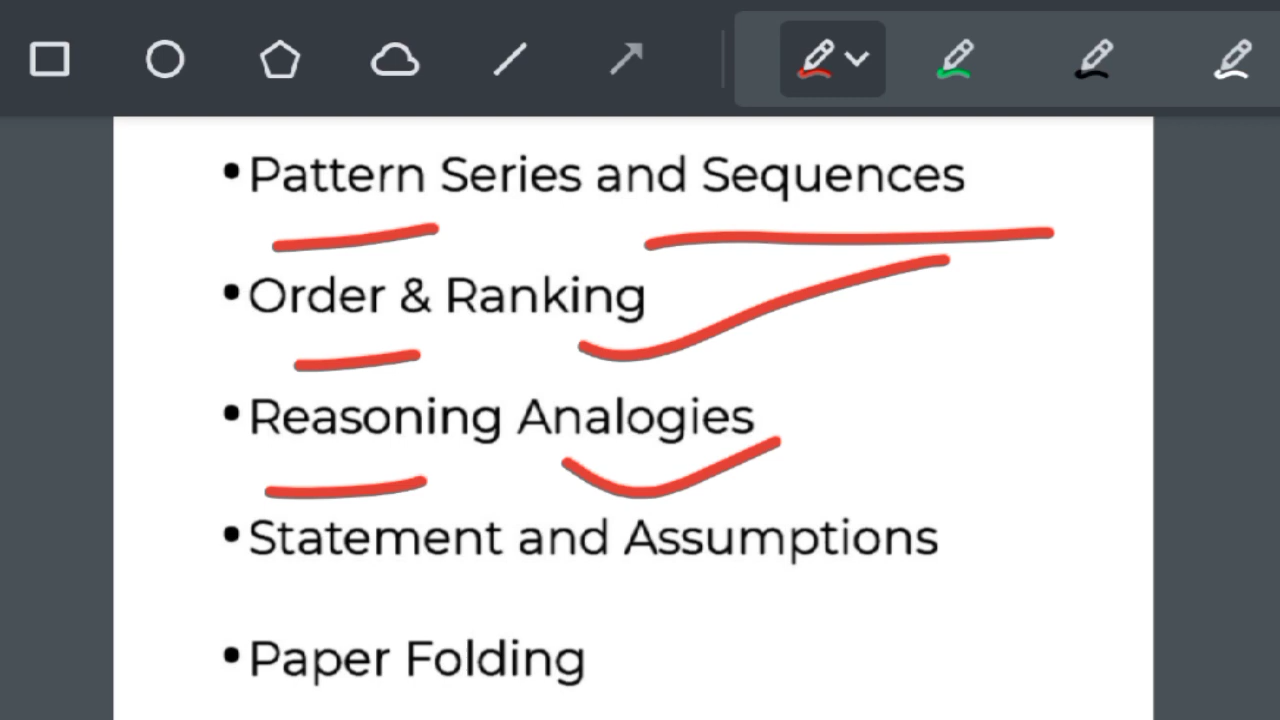 •Pattern Series and Sequences
•Order & Ranking
•Reasoning Analogies
•Statement and Assumptions
•Paper Folding